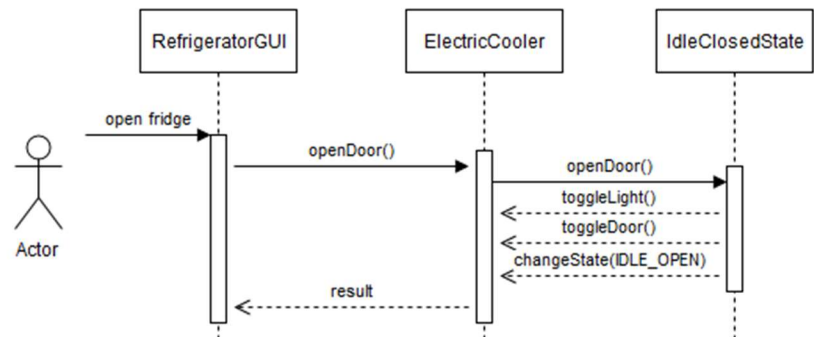 RefrigeratorGUI
ElectricCooler
IdleClosedState
open fridge
openDoor()
openDoor()
toggleLight()
toggleDoor()
changeState(IDLE_OPEN)
result
Actor